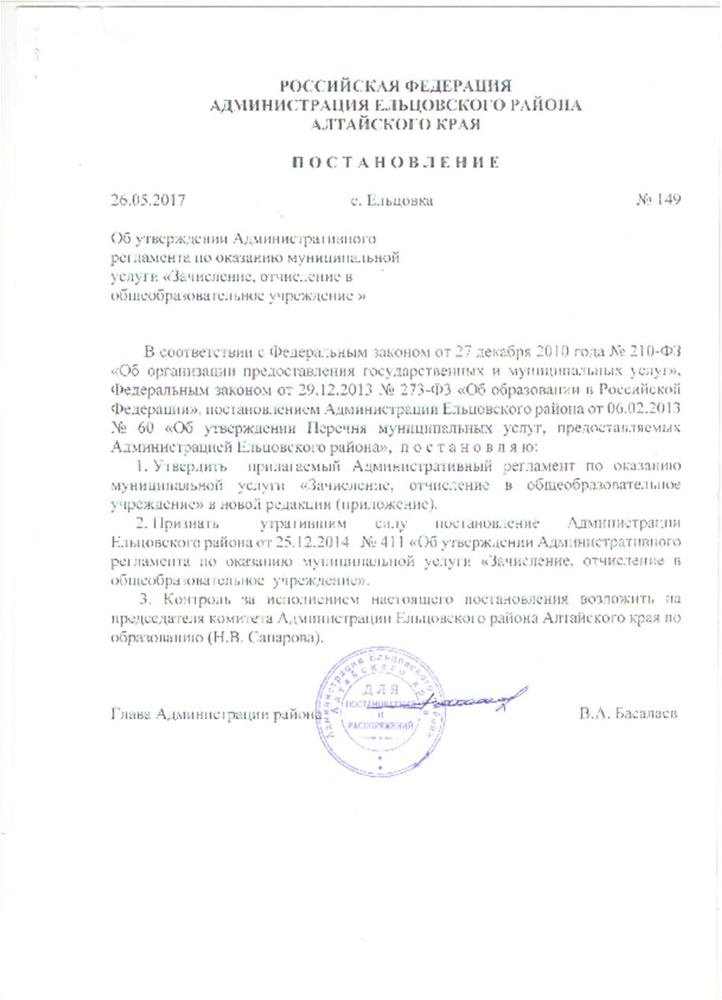 РОССИЙСКАЯ ФЕДЕРАЦИЯ
АДМИНИСТРАЦИЯ ЕЛЬЦОВСКОГО РАЙОНА
АЛТАЙСКОГО КРАЯ
П О С Т А Н О В Л Е Н И Е
26.05.2017 с. Ельцовка № 149
Об утверждении Административного
регламента по оказанию муниципальной
услуги «Зачисление, отчисление в
общеобразовательное учреждение »
В соответствии с Федеральным законом от 27 декабря 2010 года № 210-ФЗ
«Об организации предоставления государственных и муниципальных услуг»,
Федеральным законом от 29.12.2013 № 273-ФЗ «Об образовании в Российской
Федерации», постановлением Администрации Ельцовского района от 06.02.2013
№ 60 «Об утверждении Перечня муниципальных услуг, предоставляемых
Администрацией Ельцовского района», п о с т а н о в л я ю:
1. Утвердить прилагаемый Административный регламент по оказанию
муниципальной услуги «Зачисление, отчисление в общеобразовательное
учреждение» в новой редакции (приложение).
2. Признать утратившим силу постановление Администрации
Ельцовского района от 25.12.2014 № 411 «Об утверждении Административного
регламента по оказанию муниципальной услуги «Зачисление, отчисление в
общеобразовательное учреждение».
3. Контроль за исполнением настоящего постановления возложить на
председателя комитета Администрации Ельцовского района Алтайского края по
образованию (Н.В. Сапарова).
Глава Администрации района В.А. Басалаев
Администрация Ельцовского района
Алтайского края
ДЛЯ
ПОСТАНОВЛЕНИЙ
И
РАСПОРЯЖЕНИЙ